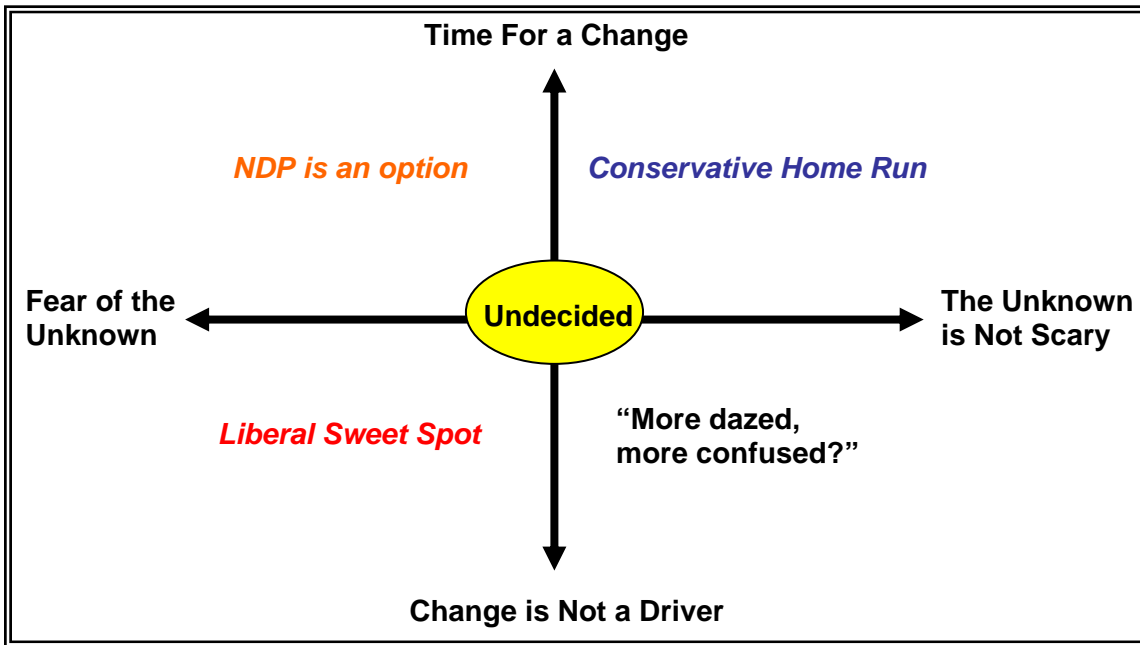 Time For a Change
NDP is an option
Conservative Home Run
Fear of the
Unknown
Undecided
The Unknown
is Not Scary
Liberal Sweet Spot
“More dazed,
more confused?”
Change is Not a Driver